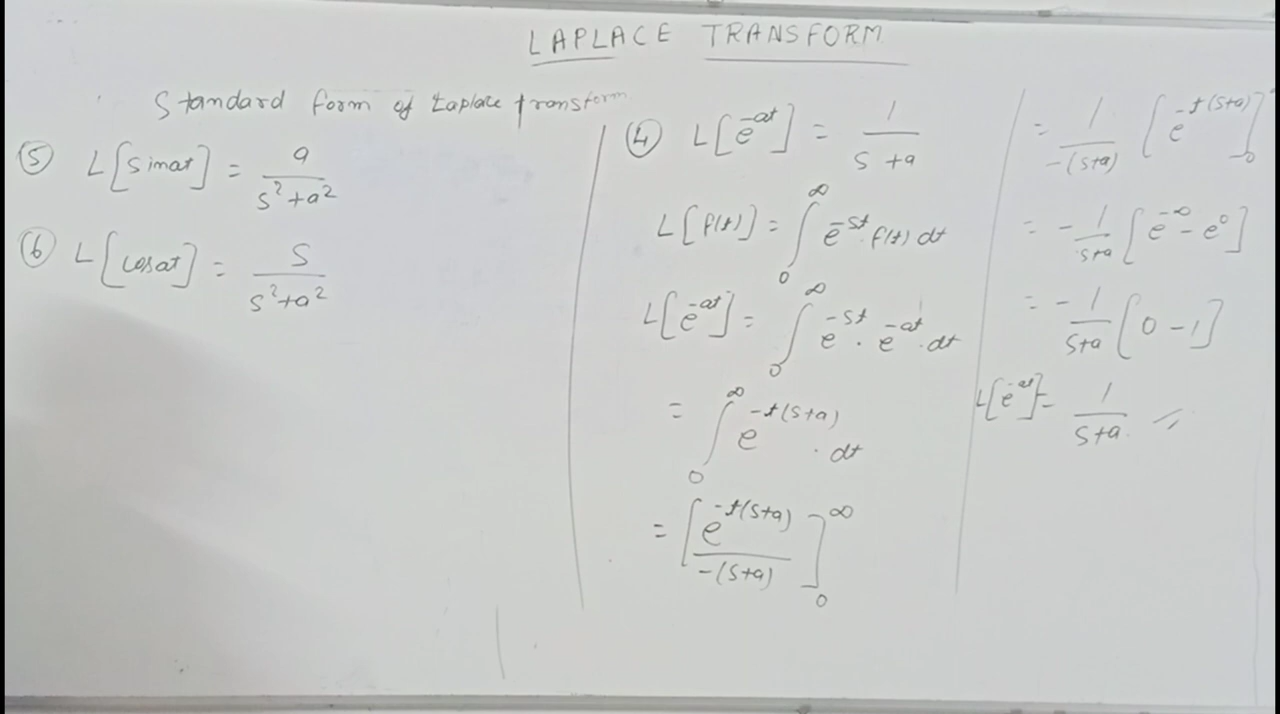 LAPLACE TRANSFORM
Standard form of Laplace transform
⑤ L[sinat] = a/(s²+a²)
⑥ L[cosat] = s/(s²+a²)
④ L[e^-at] = 1/(s+a)
L[f(t)] = ∫₀^∞ e^-st . f(t) dt
L[e^-at] = ∫₀^∞ e^-st . e^-at . dt
= ∫₀^∞ e^-t(s+a) . dt
= [e^-t(s+a)/-(s+a)]₀^∞
= 1/-(s+a) [e^-t(s+a)]₀
= -1/(s+a) [e^-∞ - e^0]
= -1/(s+a) [0 - 1]
L[e^-at] = 1/(s+a) //